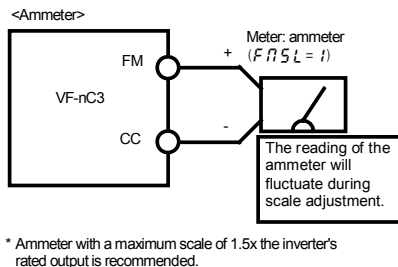 <Ammeter>
Meter: ammeter
(FMSL = 1)
FM
+
VF-nC3
CC
-
The reading of the
ammeter will
fluctuate during
scale adjustment.
* Ammeter with a maximum scale of 1.5x the inverter's
rated output is recommended.